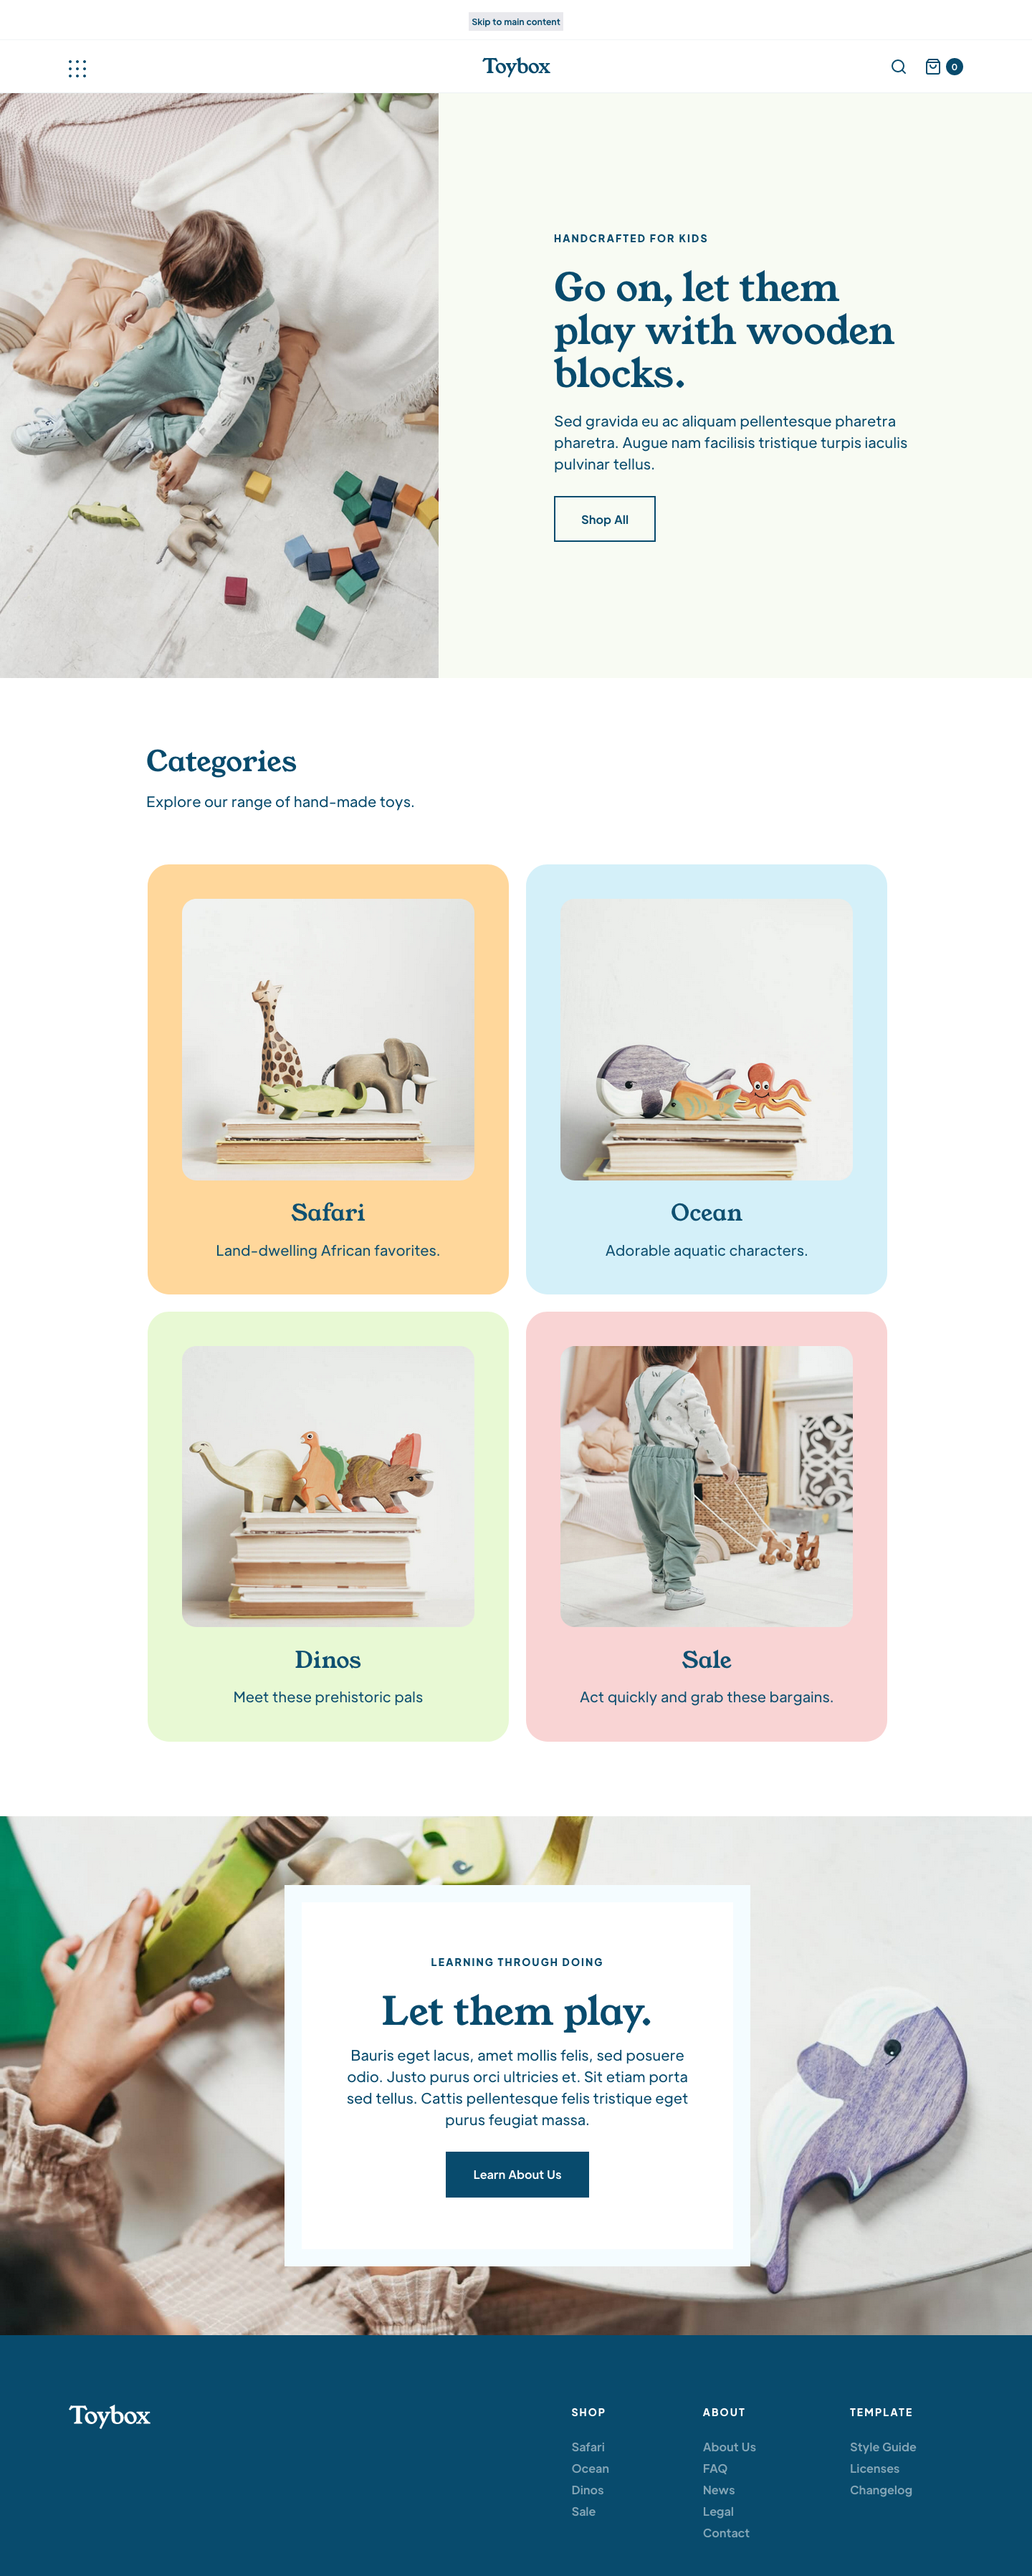 Skip to main content
Toybox
0
HANDCRAFTED FOR KIDS
Go on, let them
play with wooden
blocks.
Sed gravida eu ac aliquam pellentesque pharetra
pharetra. Augue nam facilisis tristique turpis iaculis
pulvinar tellus.
Shop All
Categories
Explore our range of hand-made toys.
Safari
Land-dwelling African favorites.
Ocean
Adorable aquatic characters.
Dinos
Meet these prehistoric pals
Sale
Act quickly and grab these bargains.
LEARNING THROUGH DOING
Let them play.
Bauris eget lacus, amet mollis felis, sed posuere
odio. Justo purus orci ultricies et. Sit etiam porta
sed tellus. Cattis pellentesque felis tristique eget
purus feugiat massa.
Learn About Us
Toybox
SHOP
Safari
Ocean
Dinos
Sale
ABOUT
About Us
FAQ
News
Legal
Contact
TEMPLATE
Style Guide
Licenses
Changelog